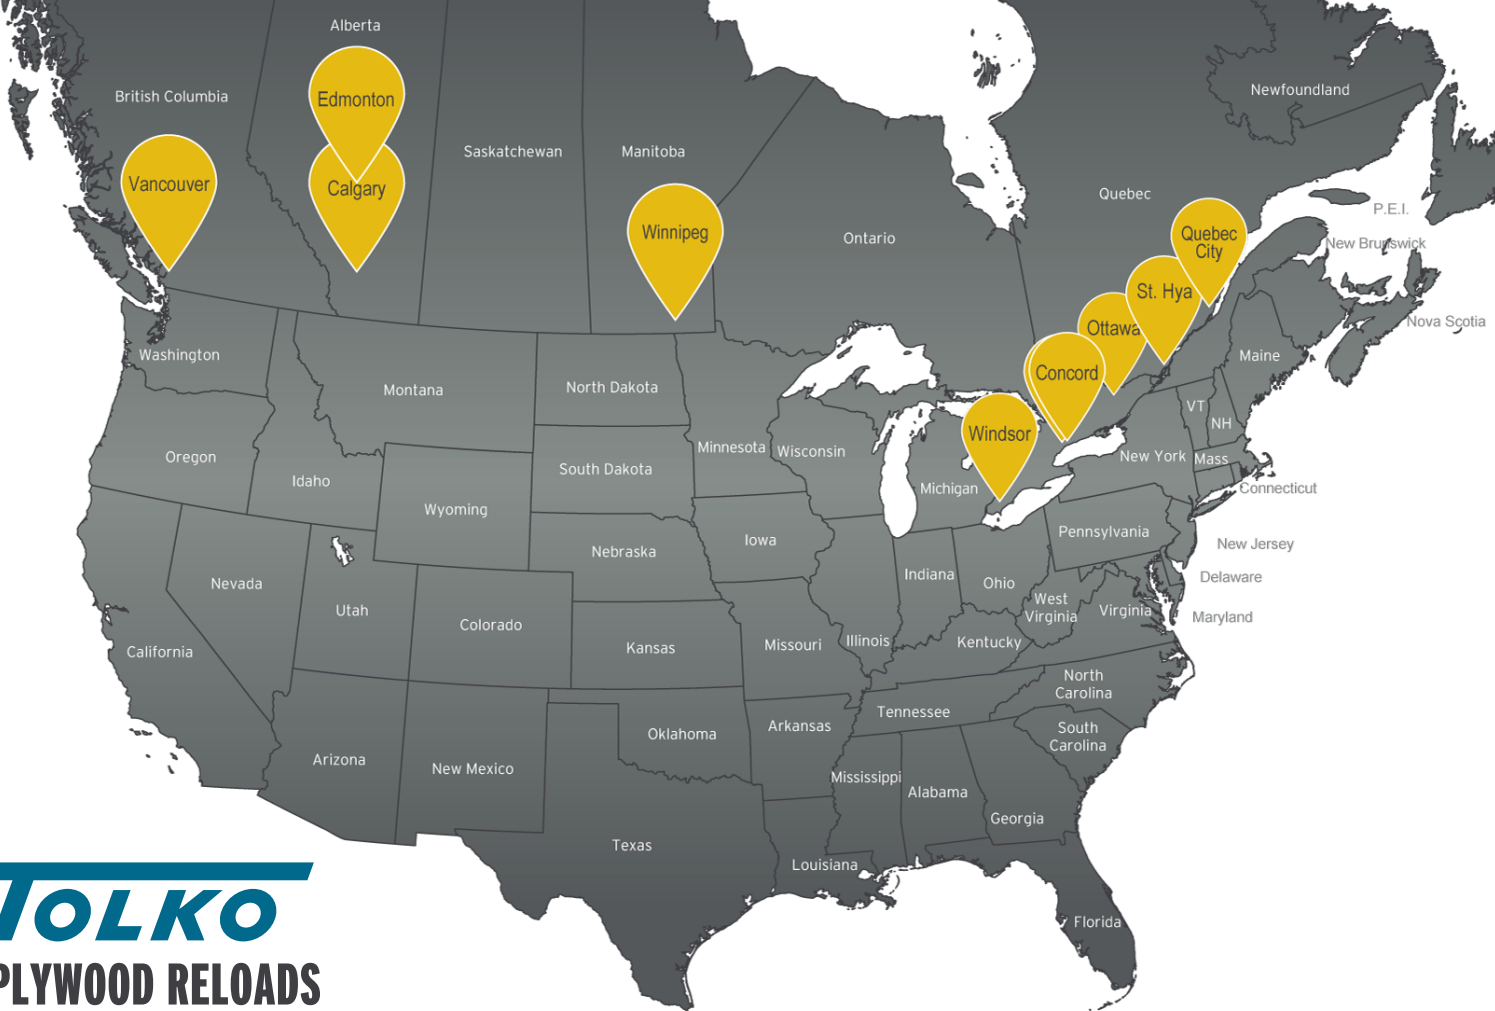 Alberta
British Columbia
Edmonton
Newfoundland
Saskatchewan
Manitoba
Vancouver
Calgary
Quebec
P.E.I.
Winnipeg
Ontario
Quebec
City
New Brunswick
St. Hya
Nova Scotia
Ottawa
Washington
Maine
Concord
Montana
North Dakota
VT
NH
Windsor
Minnesota
Wisconsin
New York
Mass
Oregon
South Dakota
Idaho
Michigan
Connecticut
Wyoming
Pennsylvania
Iowa
New Jersey
Nebraska
Indiana
Ohio
Delaware
Nevada
Utah
West
Virginia
Virginia
Maryland
Colorado
California
Kansas
Missouri
Illinois
Kentucky
North
Carolina
Tennessee
Arkansas
South
Carolina
Oklahoma
Arizona
New Mexico
Mississippi
Alabama
Georgia
Texas
Louisiana
Florida
TOLKO
PLYWOOD RELOADS